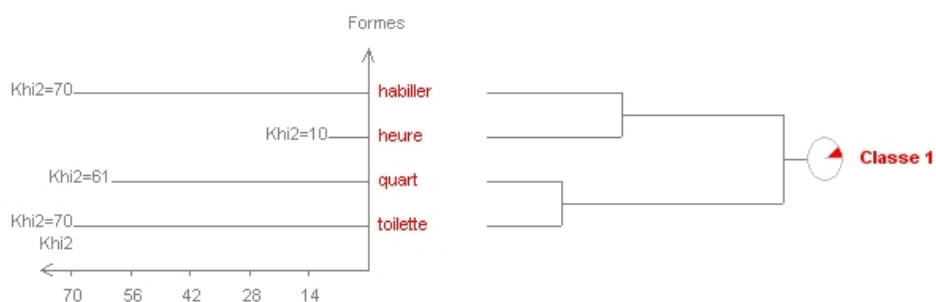 Formes
Khi2=70 habiller
Khi2=10 heure
Classe 1
Khi2=61 quart
Khi2=70 toilette
Khi2
70 56 42 28 14